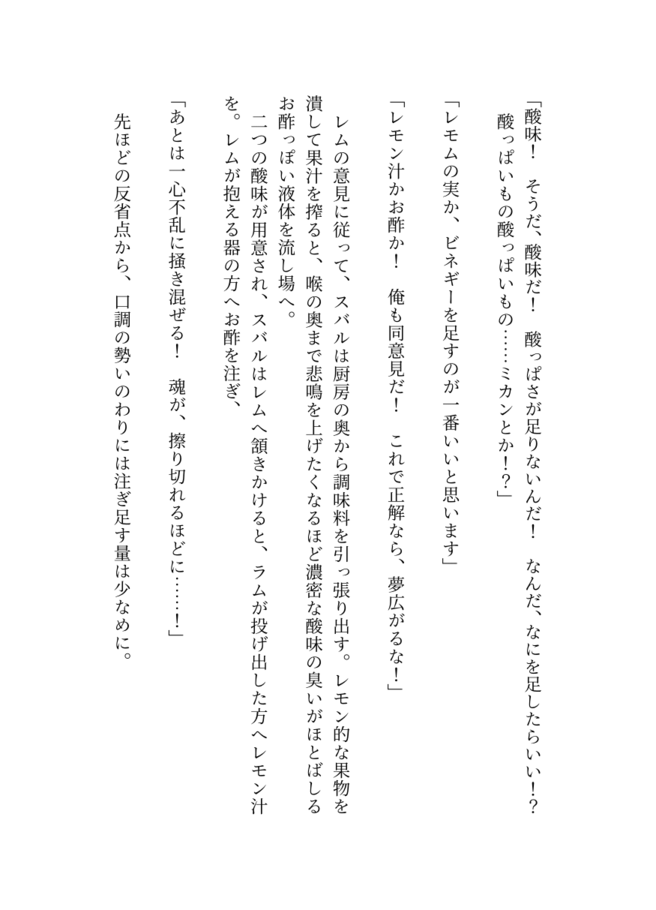 「酸味！　そうだ、酸味だ！　酸っぱさが足りないんだ！　なんだ、なにを足したらいい！？
酸っぱいもの酸っぱいもの……ミカンとか！？」
「レモムの実か、ビネギーを足すのが一番いいと思います」
「レモン汁かお酢か！　俺も同意見だ！　これで正解なら、夢広がるな！」
　レムの意見に従って、スバルは厨房の奥から調味料を引っ張り出す。レモン的な果物を
潰して果汁を搾ると、喉の奥まで悲鳴を上げたくなるほど濃密な酸味の臭いがほとばしる
お酢っぽい液体を流し場へ。
　二つの酸味が用意され、スバルはレムへ頷きかけると、ラムが投げ出した方へレモン汁
を。レムが抱える器の方へお酢を注ぎ、
「あとは一心不乱に掻き混ぜる！　魂が、擦り切れるほどに……！」
　先ほどの反省点から、口調の勢いのわりには注ぎ足す量は少なめに。